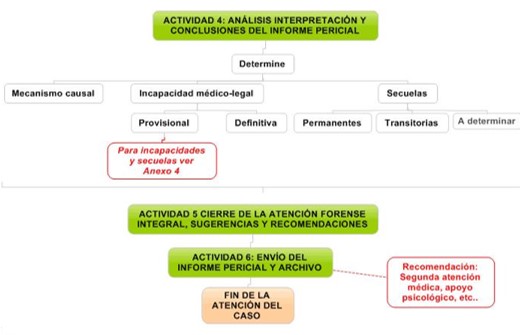 ACTIVIDAD 4: ANÁLISIS INTERPRETACIÓN Y
CONCLUSIONES DEL INFORME PERICIAL
Determine
Mecanismo causal
Incapacidad médico-legal
Secuelas
Provisional
Definitiva
Permanentes
Transitorias
A determinar
Para incapacidades
y secuelas ver
Anexo 4
ACTIVIDAD 5 CIERRE DE LA ATENCIÓN FORENSE
INTEGRAL, SUGERENCIAS Y RECOMENDACIONES
ACTIVIDAD 6: ENVÍO DEL
INFORME PERICIAL Y ARCHIVO
Recomendación:
Segunda atención
médica, apoyo
psicológico, etc..
FIN DE LA
ATENCIÓN DEL
CASO